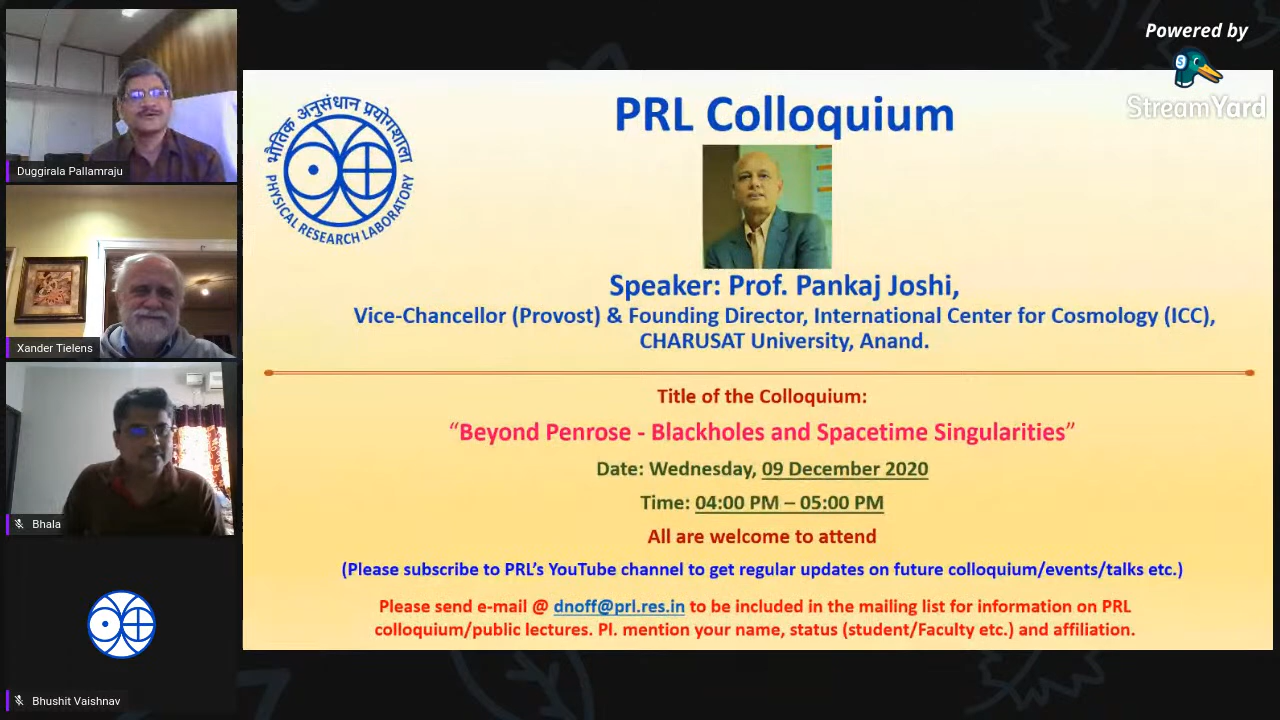 Powered by
StreamYard
भौतिक अनुसंधान प्रयोगशाला
PHYSICAL RESEARCH LABORATORY
PRL Colloquium
Speaker: Prof. Pankaj Joshi,
Vice-Chancellor (Provost) & Founding Director, International Center for Cosmology (ICC),
CHARUSAT University, Anand.
Title of the Colloquium:
“Beyond Penrose - Blackholes and Spacetime Singularities”
Date: Wednesday, 09 December 2020
Time: 04:00 PM – 05:00 PM
All are welcome to attend
(Please subscribe to PRL’s YouTube channel to get regular updates on future colloquium/events/talks etc.)
Please send e-mail @ dnoff@prl.res.in to be included in the mailing list for information on PRL
colloquium/public lectures. Pl. mention your name, status (student/Faculty etc.) and affiliation.
Duggirala Pallamraju
Xander Tielens
Bhala
Bhushit Vaishnav